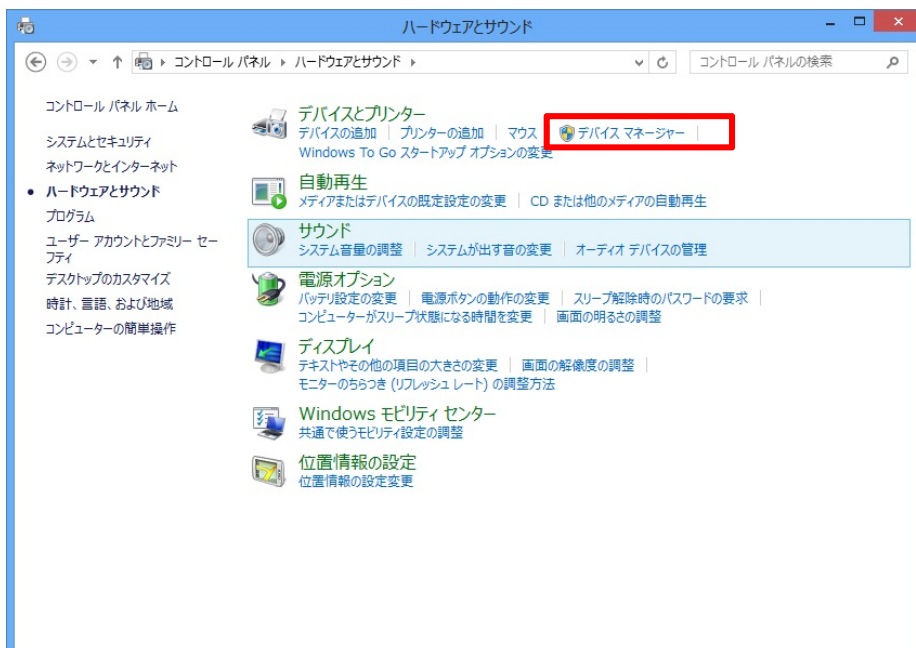 ハードウェアとサウンド
コントロール パネル ハードウェアとサウンド
コントロール パネルの検索
コントロール パネル ホーム
システムとセキュリティ
ネットワークとインターネット
ハードウェアとサウンド
プログラム
ユーザー アカウントとファミリー セー
フティ
デスクトップのカスタマイズ
時計、言語、および地域
コンピューターの簡単操作
デバイスとプリンター
デバイスの追加 プリンターの追加 マウス デバイス マネージャー
Windows To Go スタートアップ オプションの変更
自動再生
メディアまたはデバイスの既定設定の変更 CD または他のメディアの自動再生
サウンド
システム音量の調整 システムが出す音の変更 オーディオ デバイスの管理
電源オプション
バッテリ設定の変更 電源ボタンの動作の変更 スリープ解除時のパスワードの要求
コンピューターがスリープ状態になる時間を変更 画面の明るさの調整
ディスプレイ
テキストやその他の項目の大きさの変更 画面の解像度の調整
モニターのちらつき (リフレッシュ レート) の調整方法
Windows モビリティ センター
共通で使うモビリティ設定の調整
位置情報の設定
位置情報の設定変更